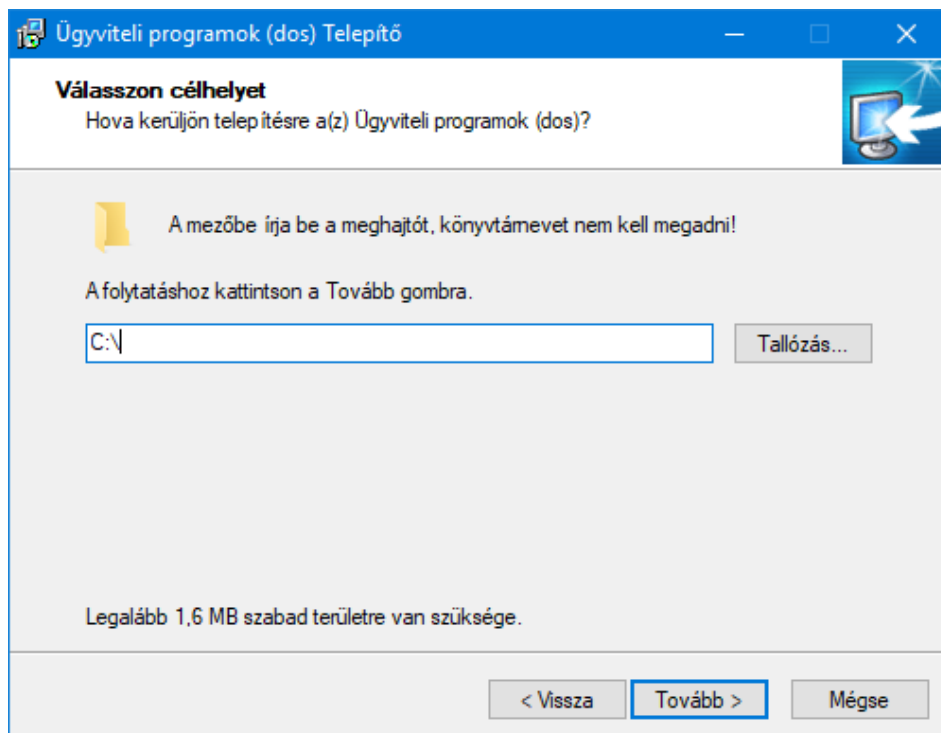 Ügyviteli programok (dos) Telepítő
Válasszon célhelyet
Hova kerüljön telepítésre a(z) Ügyviteli programok (dos)?
A mezőbe írja be a meghajtót, könyvtárnevet nem kell megadni!
A folytatáshoz kattintson a Tovább gombra.
C:\
Tallózás...
Legalább 1,6 MB szabad területre van szüksége.
< Vissza
Tovább >
Mégse